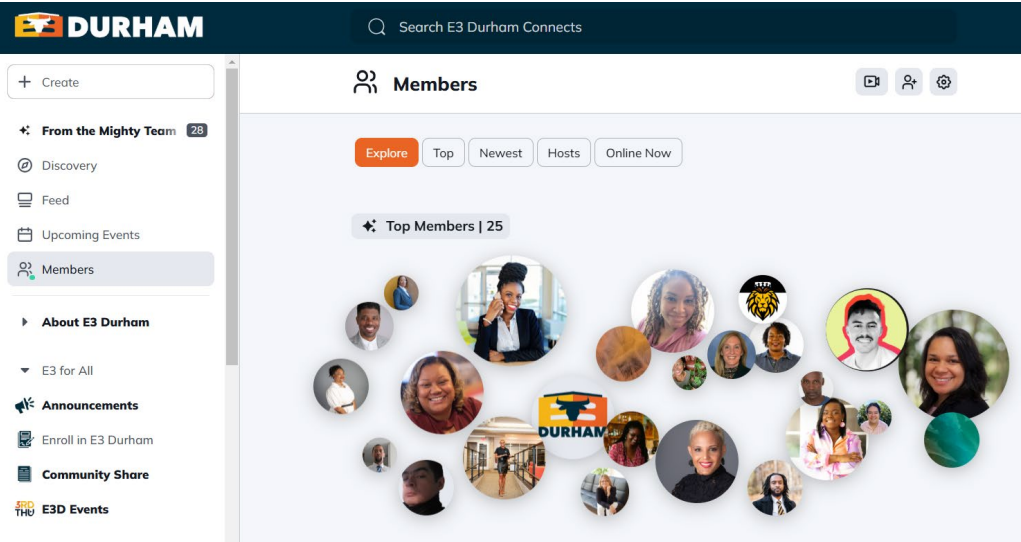 E3 DURHAM
Search E3 Durham Connects
Create
From the Mighty Team 28
Discovery
Feed
Upcoming Events
Members
About E3 Durham
E3 for All
Announcements
Enroll in E3 Durham
Community Share
3RD
THU
E3D Events
Members
Explore
Top
Newest
Hosts
Online Now
Top Members | 25
DURHAM